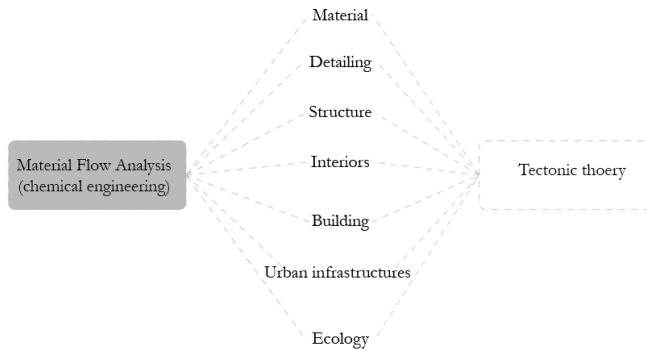 Material
Detailing
Structure
Interiors
Material Flow Analysis
(chemical engineering)
Tectonic thoery
Building
Urban infrastructures
Ecology